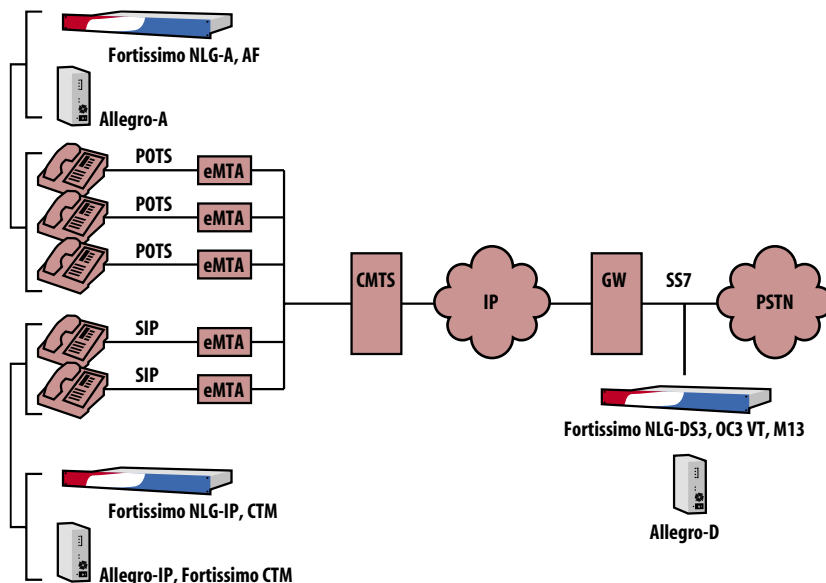 Fortissimo NLG-A, AF
Allegro-A
POTS
eMTA
POTS
eMTA
POTS
eMTA
CMTS
IP
GW
SS7
PSTN
SIP
eMTA
SIP
eMTA
Fortissimo NLG-DS3, OC3 VT, M13
Fortissimo NLG-IP, CTM
Allegro-D
Allegro-IP, Fortissimo CTM